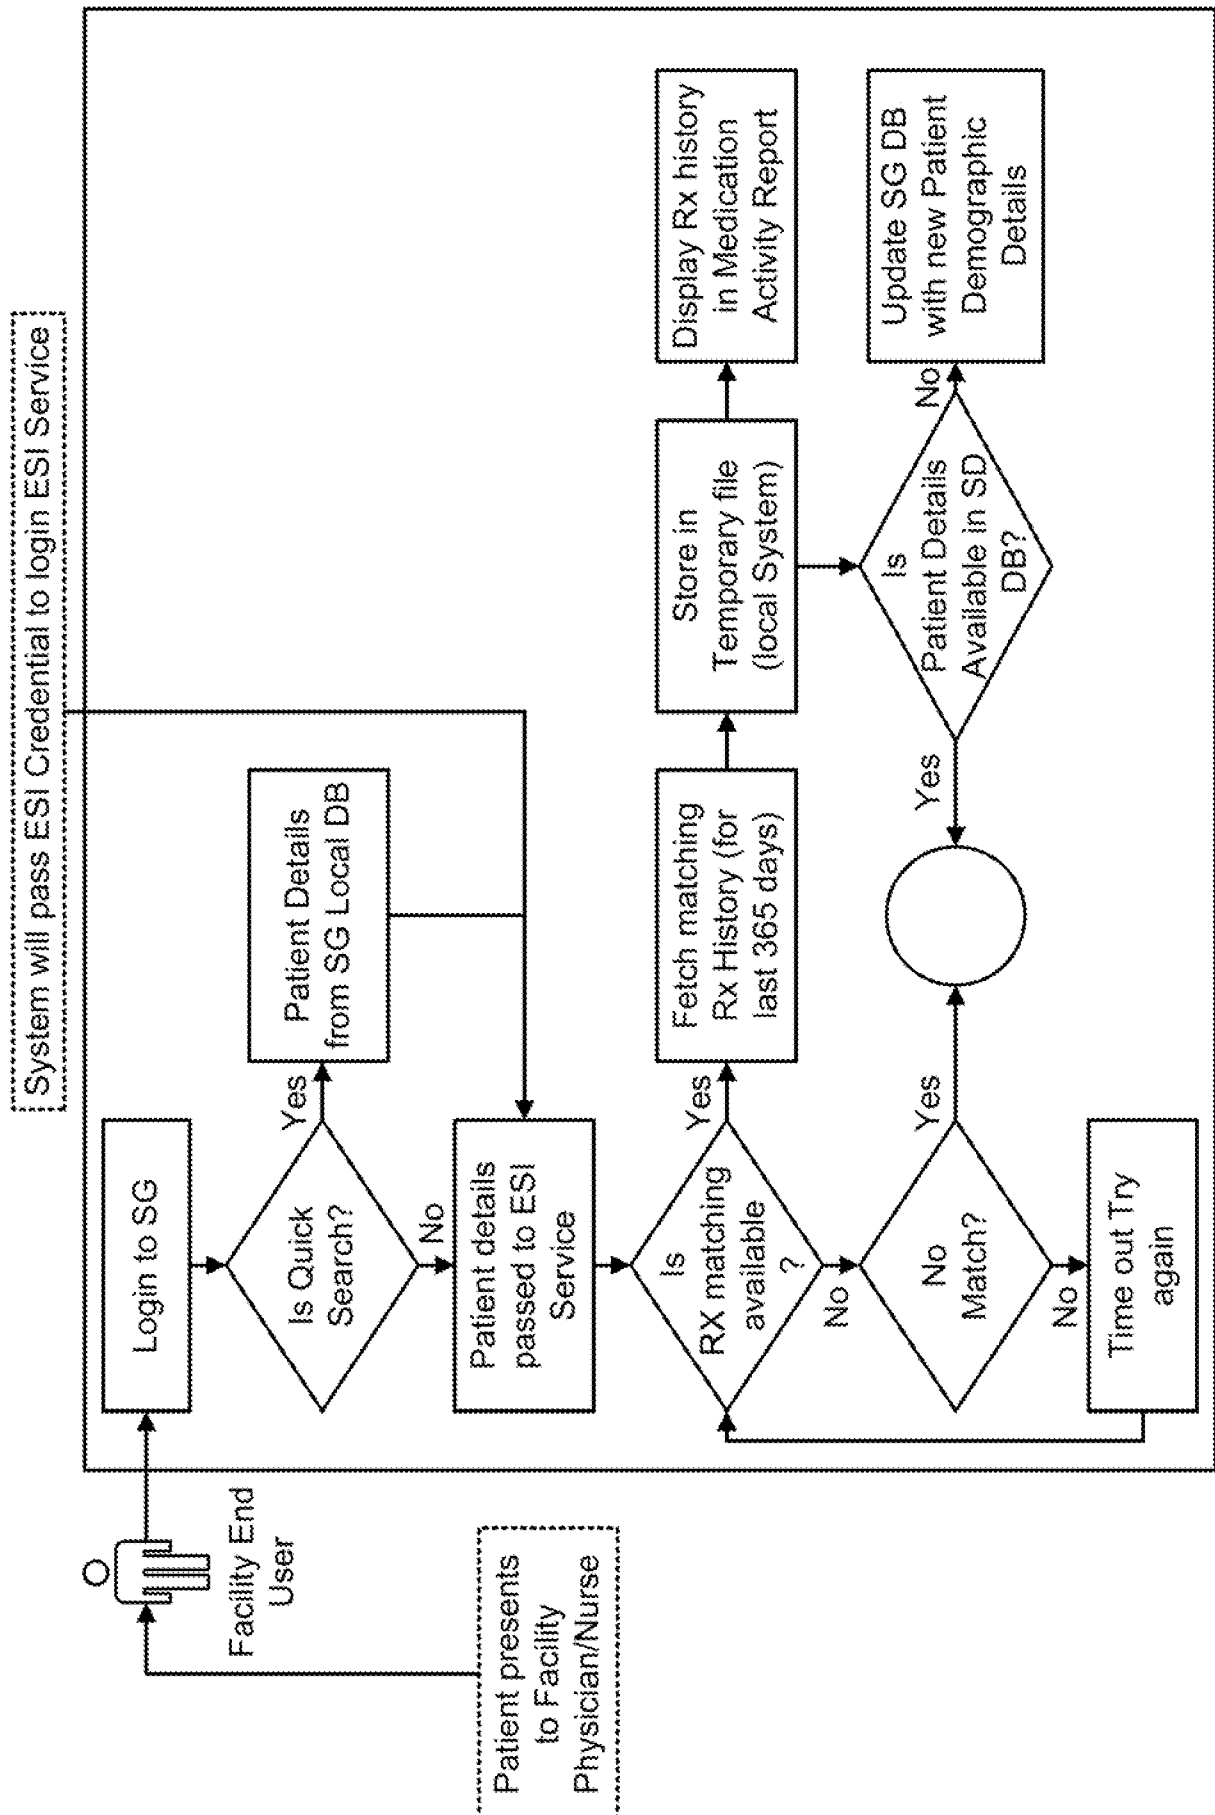 System will pass ESI Credential to login ESI Service
Patient presents
to Facility
Physician/Nurse
Facility End
User
Login to SG
Is Quick
Search?
Yes
No
Patient Details
from SG Local DB
Patient details
passed to ESI
Service
Is
RX matching
available
?
Yes
No
Fetch matching
Rx History (for
last 365 days)
Store in
Temporary file
(local System)
Display Rx history
in Medication
Activity Report
No
Match?
Yes
No
Time out Try
again
Is
Patient Details
Available in SD
DB?
Yes
No
Update SG DB
with new Patient
Demographic
Details